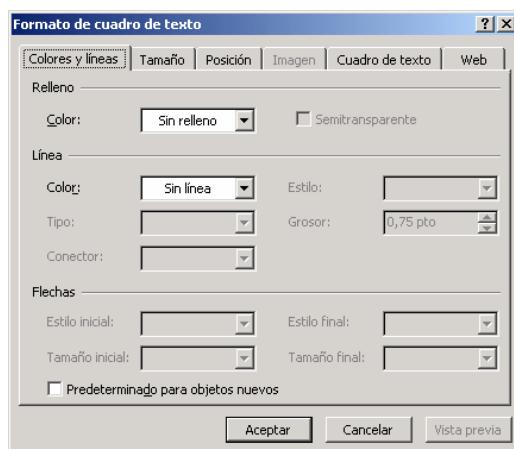 Formato de cuadro de texto
Colores y líneas Tamaño Posición Imagen Cuadro de texto Web
Relleno
Color: Sin relleno Semitransparente
Línea
Color: Sin línea Estilo:
Tipo: Grosor: 0,75 pto
Conector:
Flechas
Estilo inicial: Estilo final:
Tamaño inicial: Tamaño final:
Predeterminado para objetos nuevos
Aceptar Cancelar Vista previa